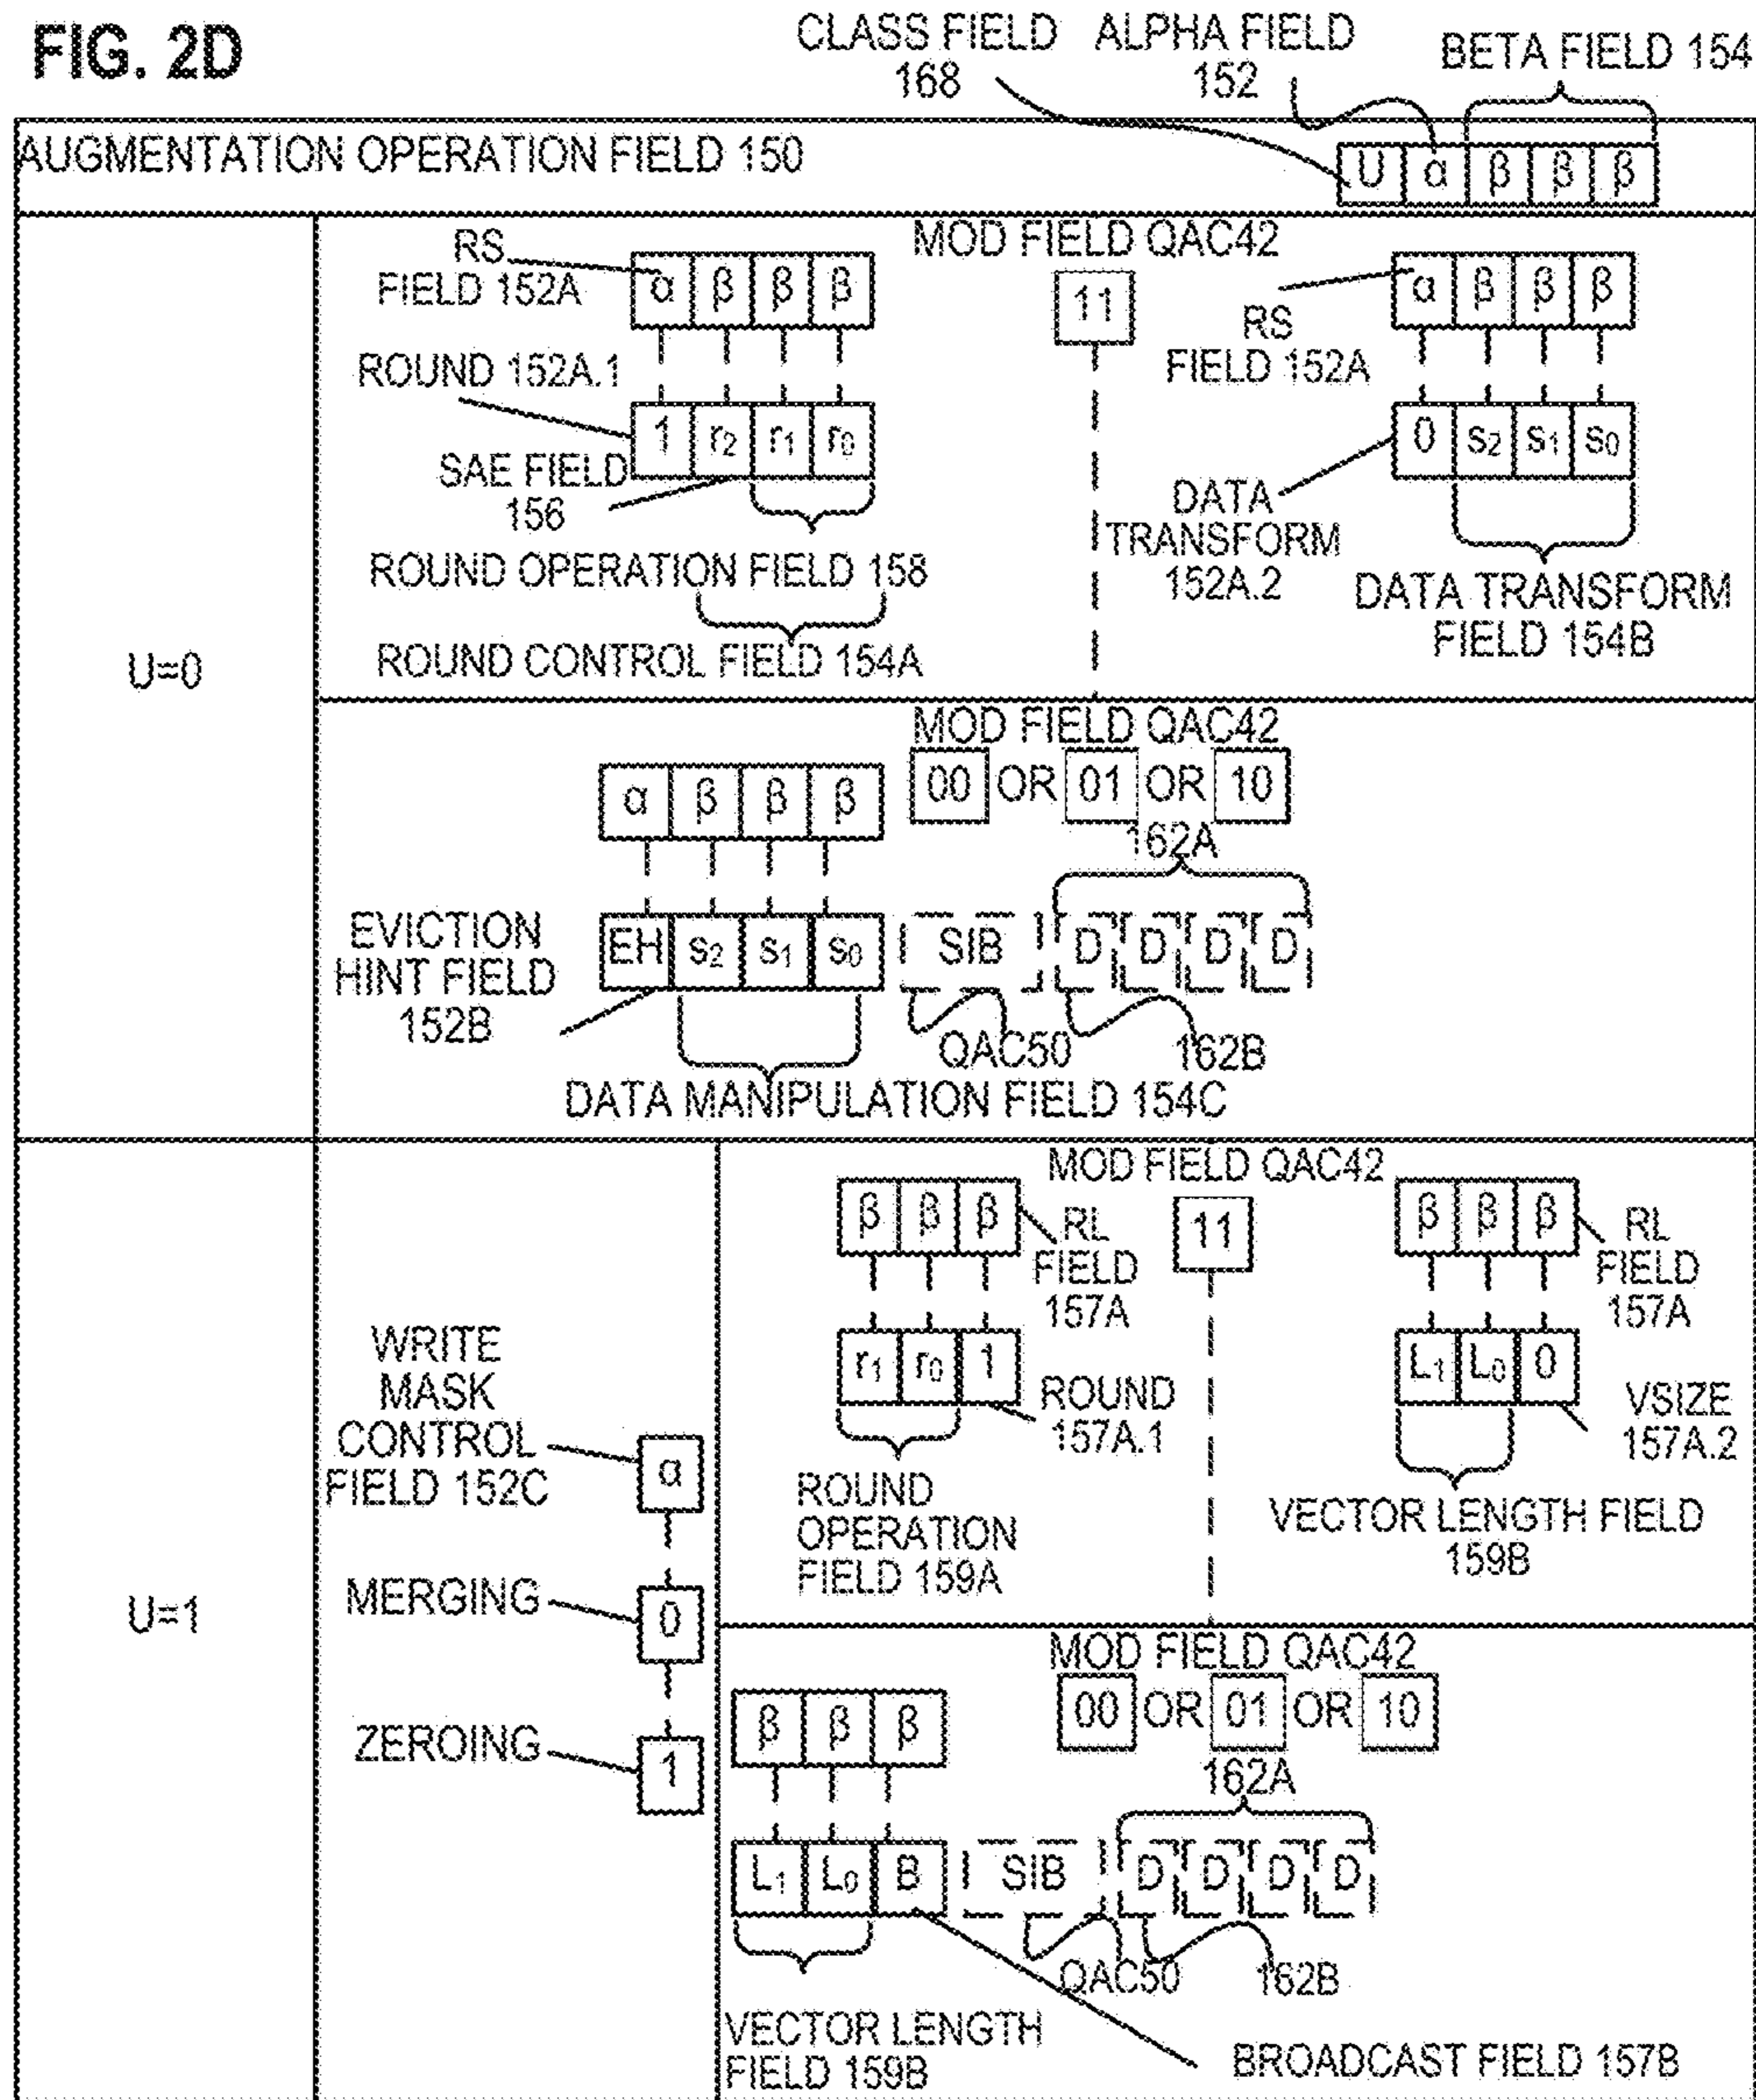 FIG. 2D
CLASS FIELD
168
ALPHA FIELD
152
BETA FIELD 154
AUGMENTATION OPERATION FIELD 150
U α β β β
U=0
MOD FIELD QAC42
11
RS
FIELD 152A
α β β β
ROUND 152A.1
1 r2 r1 r0
SAE FIELD
156
ROUND OPERATION FIELD 158
ROUND CONTROL FIELD 154A
α β β β
RS
FIELD 152A
0 s2 s1 s0
DATA
TRANSFORM
152A.2
DATA TRANSFORM
FIELD 154B
MOD FIELD QAC42
00 OR 01 OR 10
α β β β
162A
EVICTION
HINT FIELD
152B
EH s2 s1 s0 SIB D D D D
QAC50
162B
DATA MANIPULATION FIELD 154C
U=1
WRITE
MASK
CONTROL
FIELD 152C
α
MERGING
0
ZEROING
1
MOD FIELD QAC42
11
β β β
RL
FIELD
157A
r1 r0 1
ROUND
157A.1
ROUND
OPERATION
FIELD 159A
β β β
RL
FIELD
157A
L1 L0 0
VSIZE
157A.2
VECTOR LENGTH FIELD
159B
MOD FIELD QAC42
00 OR 01 OR 10
β β β
162A
L1 L0 B SIB D D D D
QAC50
162B
VECTOR LENGTH
FIELD 159B
BROADCAST FIELD 157B